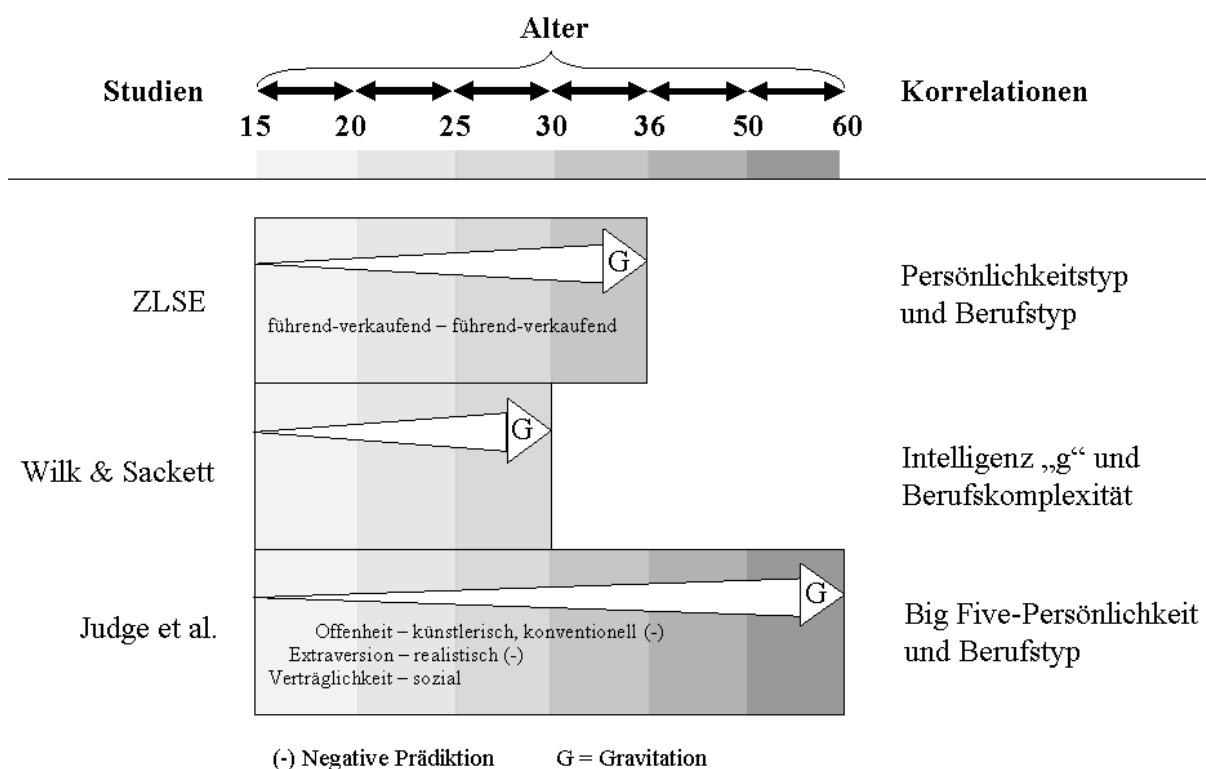 Alter
Studien
Korrelationen
15 20 25 30 36 50 60
G
ZLSE
führend-verkaufend – führend-verkaufend
Persönlichkeitstyp
und Berufstyp
G
Wilk & Sackett
Intelligenz „g“ und
Berufskomplexität
G
Judge et al.
Offenheit – künstlerisch, konventionell (-)
Extraversion – realistisch (-)
Verträglichkeit – sozial
Big Five-Persönlichkeit
und Berufstyp
(-) Negative Prädiktion G = Gravitation